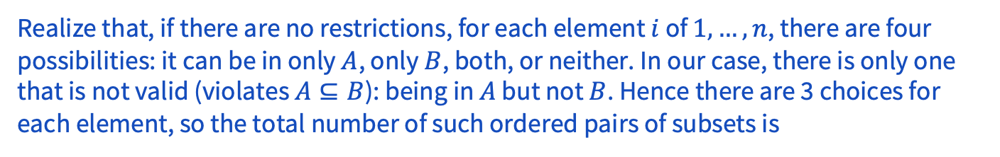 Realize that, if there are no restrictions, for each element i of 1, … , n, there are four
possibilities: it can be in only A, only B, both, or neither. In our case, there is only one
that is not valid (violates A ⊆ B): being in A but not B. Hence there are 3 choices for
each element, so the total number of such ordered pairs of subsets is